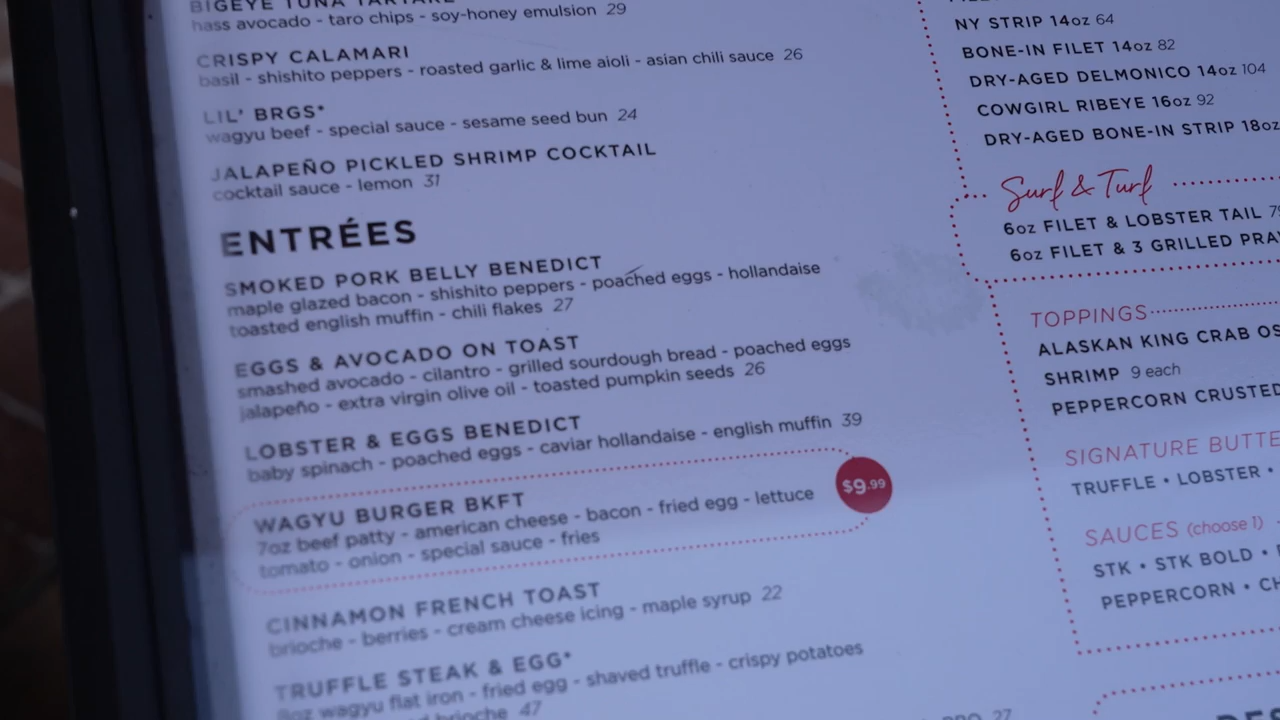 BIGEYE TUNA TARTARE
hass avocado - taro chips - soy-honey emulsion 29
CRISPY CALAMARI
basil - shishito peppers - roasted garlic & lime aioli - asian chili sauce 26
LIL' BRGS*
wagyu beef - special sauce - sesame seed bun 24
JALAPEÑO PICKLED SHRIMP COCKTAIL
cocktail sauce - lemon 31
ENTRÉES
SMOKED PORK BELLY BENEDICT
maple glazed bacon - shishito peppers - poached eggs - hollandaise
toasted english muffin - chili flakes 27
EGGS & AVOCADO ON TOAST
smashed avocado - cilantro - grilled sourdough bread - poached eggs
jalapeño - extra virgin olive oil - toasted pumpkin seeds 26
LOBSTER & EGGS BENEDICT
baby spinach - poached eggs - caviar hollandaise - english muffin 39
WAGYU BURGER BKFT
7oz beef patty - american cheese - bacon - fried egg - lettuce
tomato - onion - special sauce - fries
$9.99
CINNAMON FRENCH TOAST
brioche - berries - cream cheese icing - maple syrup 22
TRUFFLE STEAK & EGG*
8oz wagyu flat iron - fried egg - shaved truffle - crispy potatoes
brioche 47
27
NY STRIP 14oz 64
BONE-IN FILET 14oz 82
DRY-AGED DELMONICO 14oz 104
COWGIRL RIBEYE 16oz 92
DRY-AGED BONE-IN STRIP 18oz
Surf & Turf
6oz FILET & LOBSTER TAIL
6oz FILET & 3 GRILLED
TOPPINGS
ALASKAN KING CRAB
SHRIMP 9 each
PEPPERCORN CRUSTED
SIGNATURE
TRUFFLE • LOBSTER •
SAUCES (choose 1)
STK • STK BOLD •
PEPPERCORN •